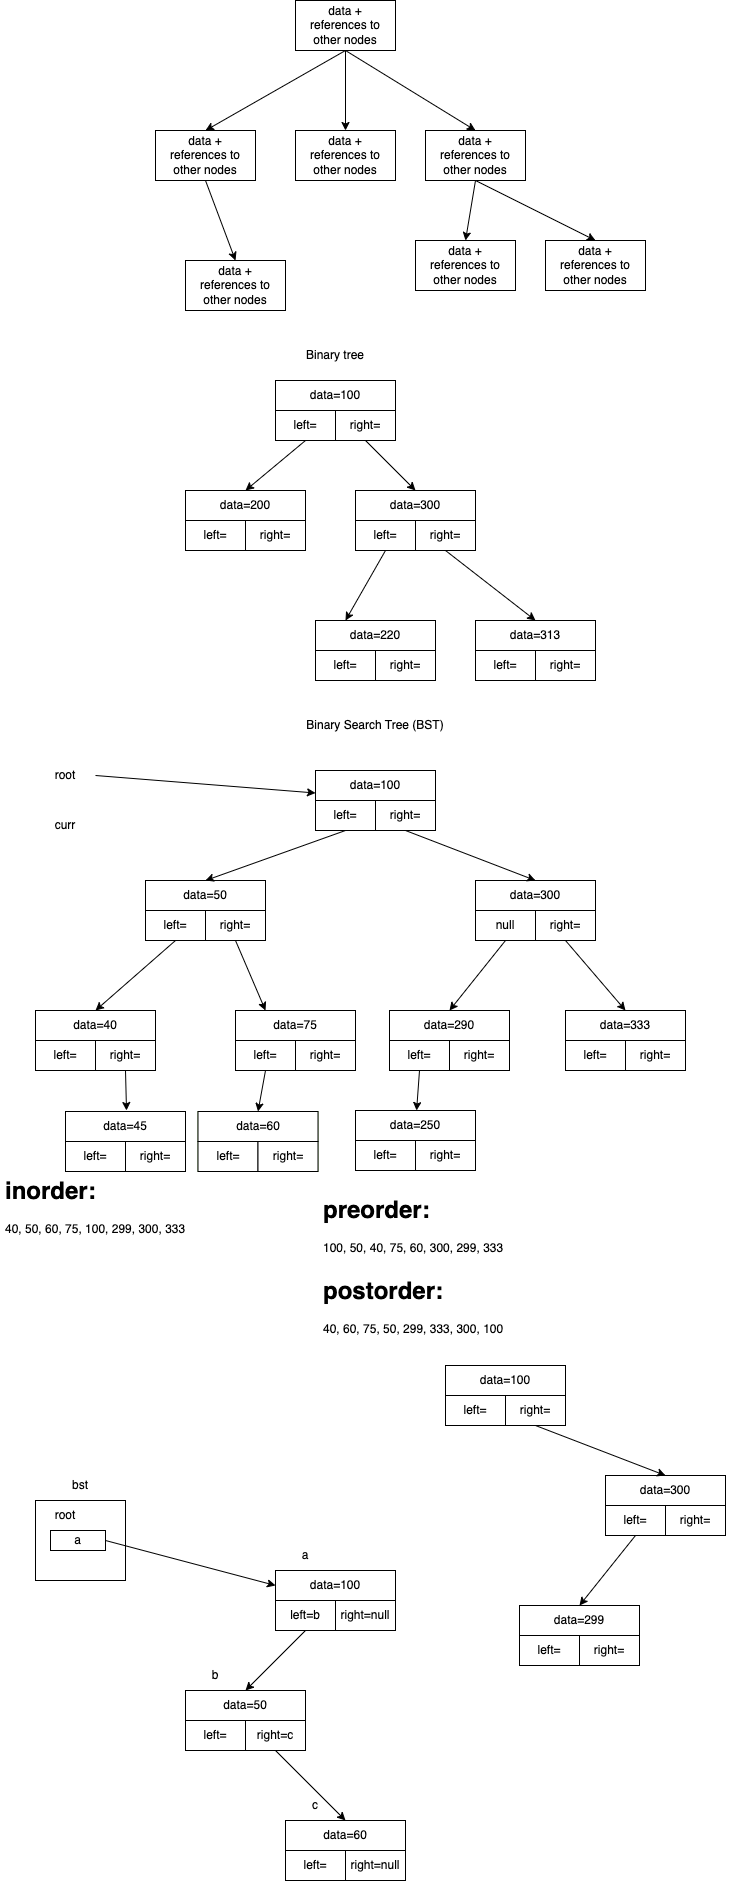 data +
references to
other nodes
data +
references to
other nodes
data +
references to
other nodes
data +
references to
other nodes
data +
references to
other nodes
data +
references to
other nodes
data +
references to
other nodes
Binary tree
data=100
left= right=
data=200
left= right=
data=300
left= right=
data=220
left= right=
data=313
left= right=
Binary Search Tree (BST)
root
curr
data=100
left= right=
data=50
left= right=
data=300
null right=
data=40
left= right=
data=75
left= right=
data=290
left= right=
data=333
left= right=
data=45
left= right=
data=60
left= right=
data=250
left= right=
inorder:
40, 50, 60, 75, 100, 299, 300, 333
preorder:
100, 50, 40, 75, 60, 300, 299, 333
postorder:
40, 60, 75, 50, 299, 333, 300, 100
data=100
left= right=
data=300
left= right=
data=299
left= right=
bst
root
a
a
data=100
left=b right=null
b
data=50
left= right=c
c
data=60
left= right=null